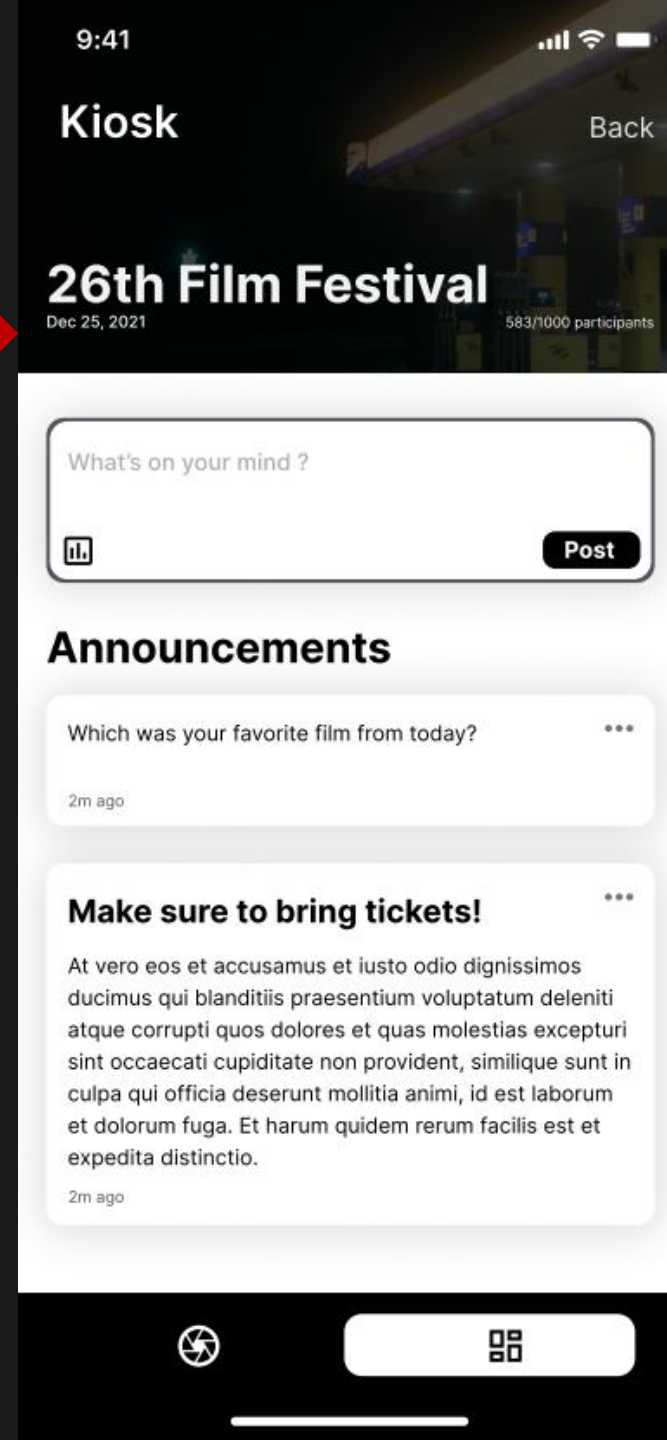 9:41
Kiosk
Back
26th Film Festival
Dec 25, 2021
583/1000 participants
What's on your mind ?
Post
Announcements
Which was your favorite film from today?
2m ago
Make sure to bring tickets!
At vero eos et accusamus et iusto odio dignissimos
ducimus qui blanditiis praesentium voluptatum deleniti
atque corrupti quos dolores et quas molestias excepturi
sint occaecati cupiditate non provident, similique sunt in
culpa qui officia deserunt mollitia animi, id est laborum
et dolorum fuga. Et harum quidem rerum facilis est et
expedita distinctio.
2m ago